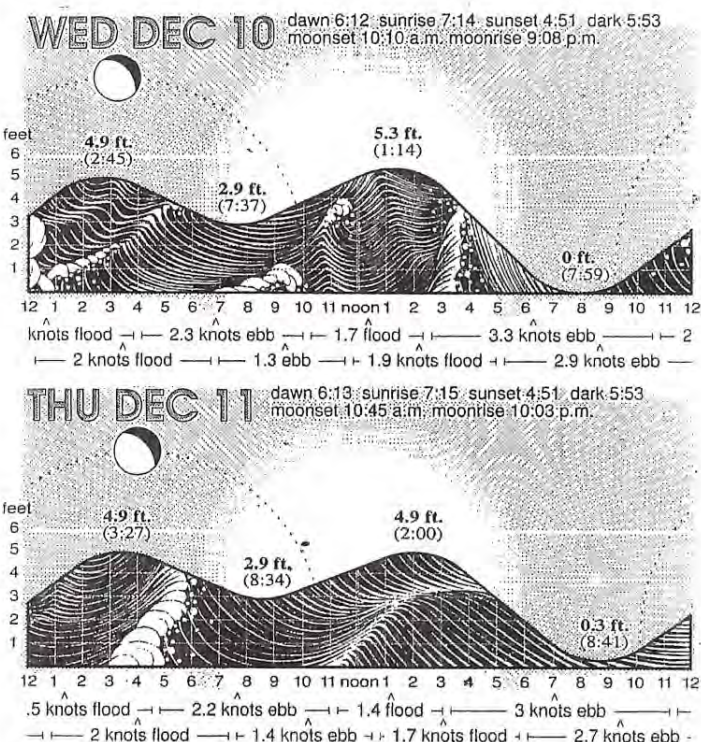 WED DEC 10
dawn 6:12 sunrise 7:14 sunset 4:51 dark 5:53
moonset 10:10 a.m. moonrise 9:08 p.m.
feet
4.9 ft.
(2:45)
5.3 ft.
(1:14)
2.9 ft.
(7:37)
0 ft.
(7:59)
6
5
4
3
2
1
12 1 2 3 4 5 6 7 8 9 10 11 noon 1 2 3 4 5 6 7 8 9 10 11 12
knots flood 2.3 knots ebb 1.7 flood 3.3 knots ebb 2
2 knots flood 1.3 ebb 1.9 knots flood 2.9 knots ebb
THU DEC 11
dawn 6:13 sunrise 7:15 sunset 4:51 dark 5:53
moonset 10:45 a.m. moonrise 10:03 p.m.
feet
4.9 ft.
(3:27)
4.9 ft.
(2:00)
2.9 ft.
(8:34)
0.3 ft.
(8:41)
6
5
4
3
2
1
12 1 2 3 4 5 6 7 8 9 10 11 noon 1 2 3 4 5 6 7 8 9 10 11 12
.5 knots flood 2.2 knots ebb 1.4 flood 3 knots ebb
2 knots flood 1.4 knots ebb 1.7 knots flood 2.7 knots ebb